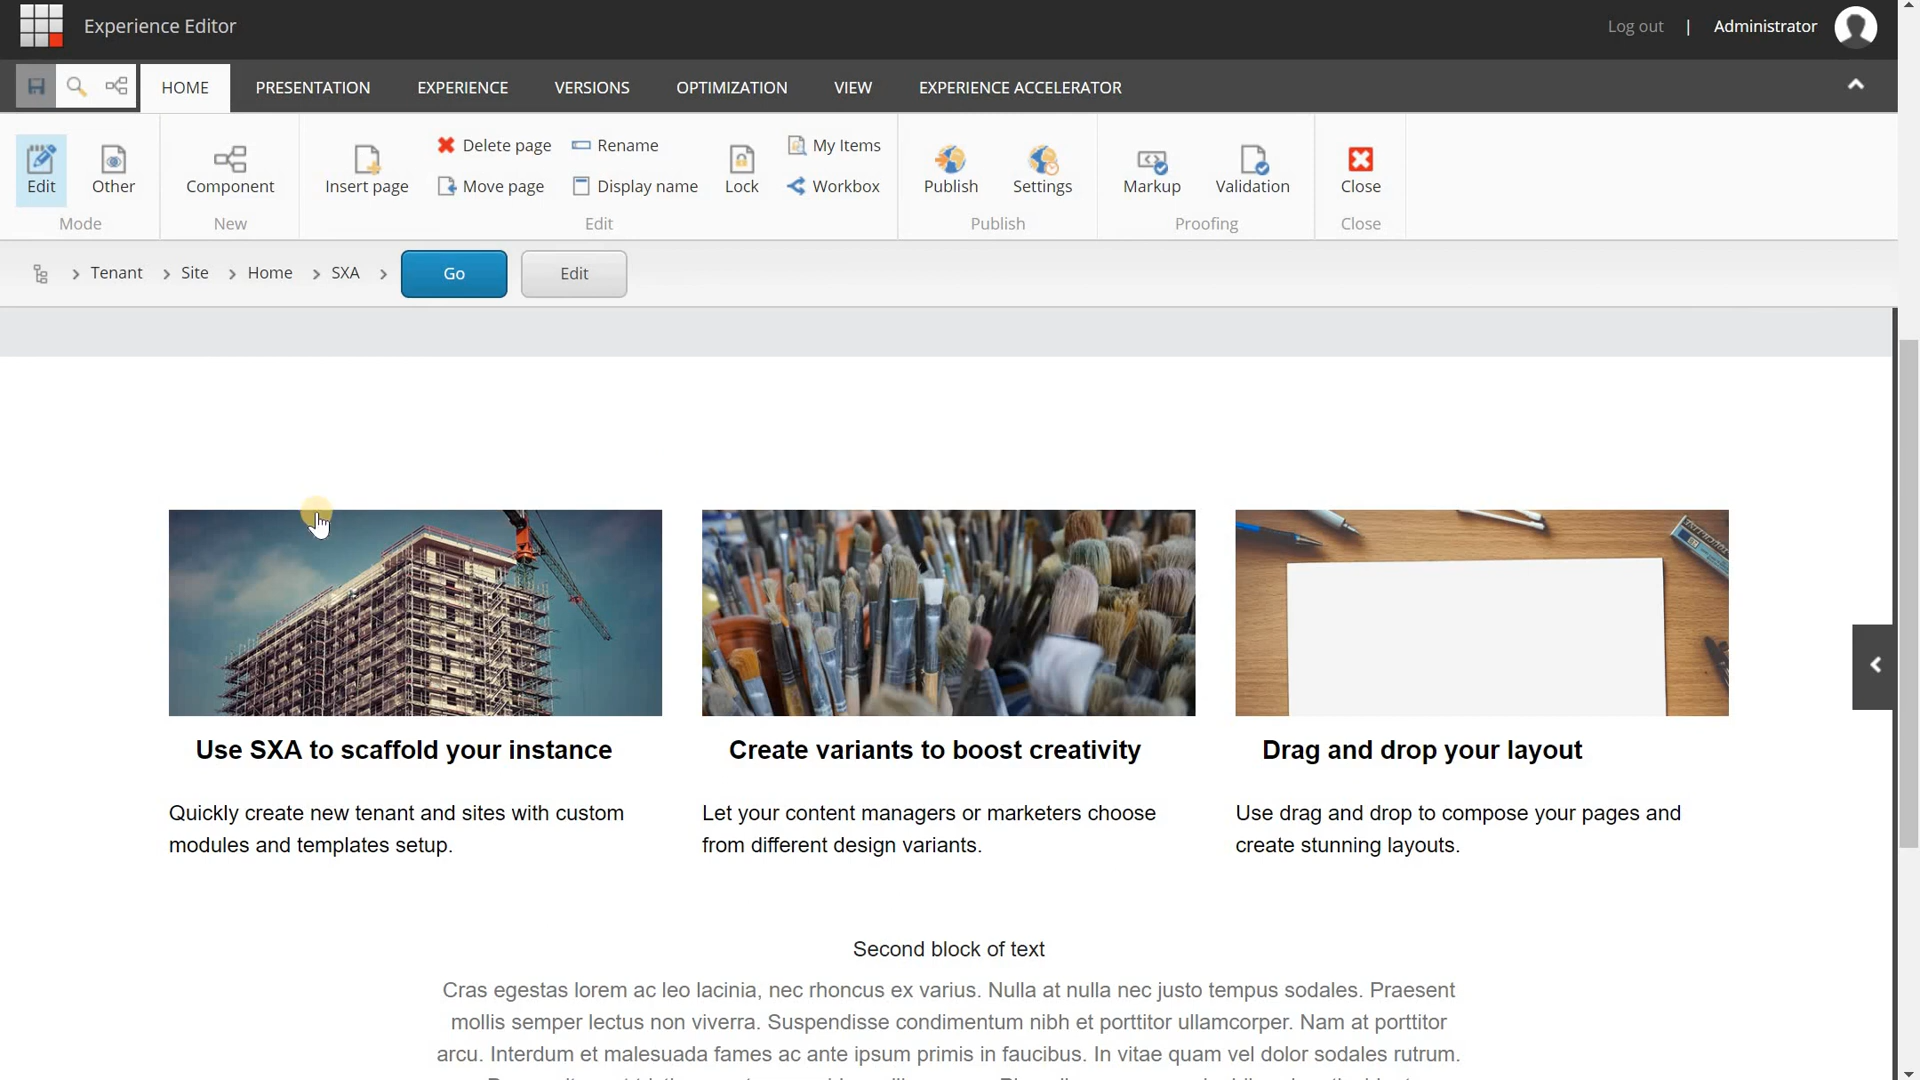 Experience Editor
Log out | Administrator
HOME PRESENTATION EXPERIENCE VERSIONS OPTIMIZATION VIEW EXPERIENCE ACCELERATOR
Delete page Rename My Items
Edit Other Component Insert page Move page Display name Lock Workbox Publish Settings Markup Validation Close
Mode New Edit Publish Proofing Close
Tenant Site Home SXA Go Edit
Use SXA to scaffold your instance
Quickly create new tenant and sites with custom
modules and templates setup.
Create variants to boost creativity
Let your content managers or marketers choose
from different design variants.
Drag and drop your layout
Use drag and drop to compose your pages and
create stunning layouts.
Second block of text
Cras egestas lorem ac leo lacinia, nec rhoncus ex varius. Nulla at nulla nec justo tempus sodales. Praesent
mollis semper lectus non viverra. Suspendisse condimentum nibh et porttitor ullamcorper. Nam at porttitor
arcu. Interdum et malesuada fames ac ante ipsum primis in faucibus. In vitae quam vel dolor sodales rutrum.